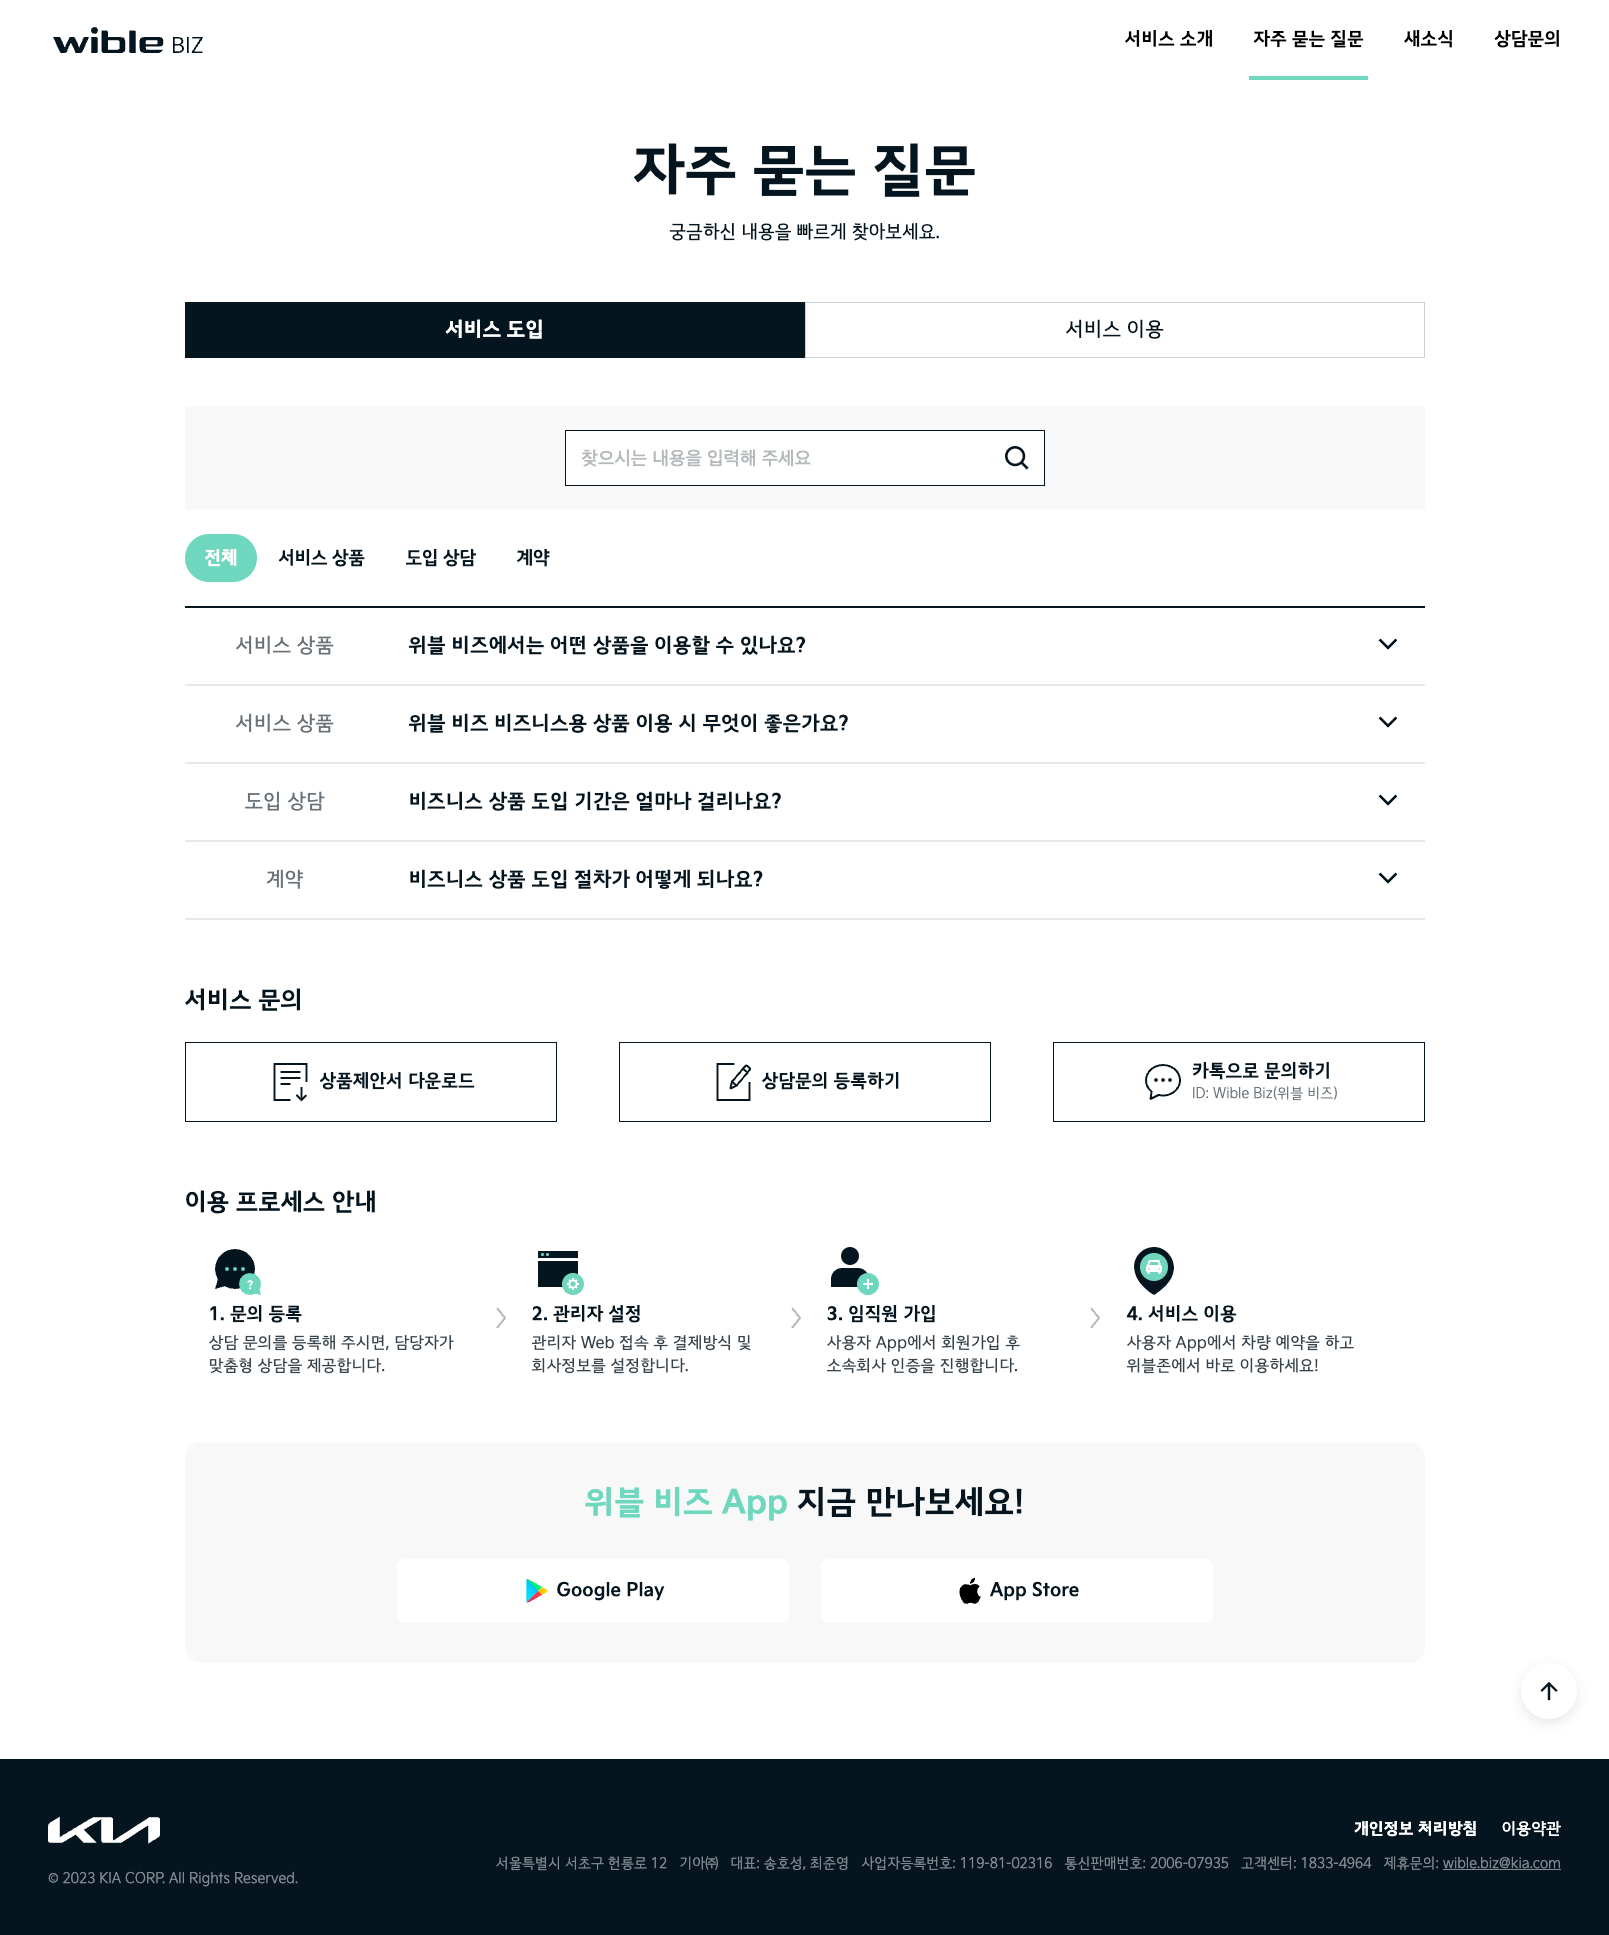 wible BIZ
서비스 소개
자주 묻는 질문
새소식
상담문의
자주 묻는 질문
궁금하신 내용을 빠르게 찾아보세요.
서비스 도입
서비스 이용
찾으시는 내용을 입력해 주세요
전체
서비스 상품
도입 상담
계약
서비스 상품
위블 비즈에서는 어떤 상품을 이용할 수 있나요?
서비스 상품
위블 비즈 비즈니스용 상품 이용 시 무엇이 좋은가요?
도입 상담
비즈니스 상품 도입 기간은 얼마나 걸리나요?
계약
비즈니스 상품 도입 절차가 어떻게 되나요?
서비스 문의
상품제안서 다운로드
상담문의 등록하기
카톡으로 문의하기
ID: Wible Biz(위블 비즈)
이용 프로세스 안내
1. 문의 등록
상담 문의를 등록해 주시면, 담당자가
맞춤형 상담을 제공합니다.
2. 관리자 설정
관리자 Web 접속 후 결제방식 및
회사정보를 설정합니다.
3. 임직원 가입
사용자 App에서 회원가입 후
소속회사 인증을 진행합니다.
4. 서비스 이용
사용자 App에서 차량 예약을 하고
위블존에서 바로 이용하세요!
위블 비즈 App 지금 만나보세요!
Google Play
App Store
KIA
개인정보 처리방침
이용약관
서울특별시 서초구 헌릉로 12 기아㈜ 대표: 송호성, 최준영 사업자등록번호: 119-81-02316 통신판매번호: 2006-07935 고객센터: 1833-4964 제휴문의: wible.biz@kia.com
© 2023 KIA CORP. All Rights Reserved.